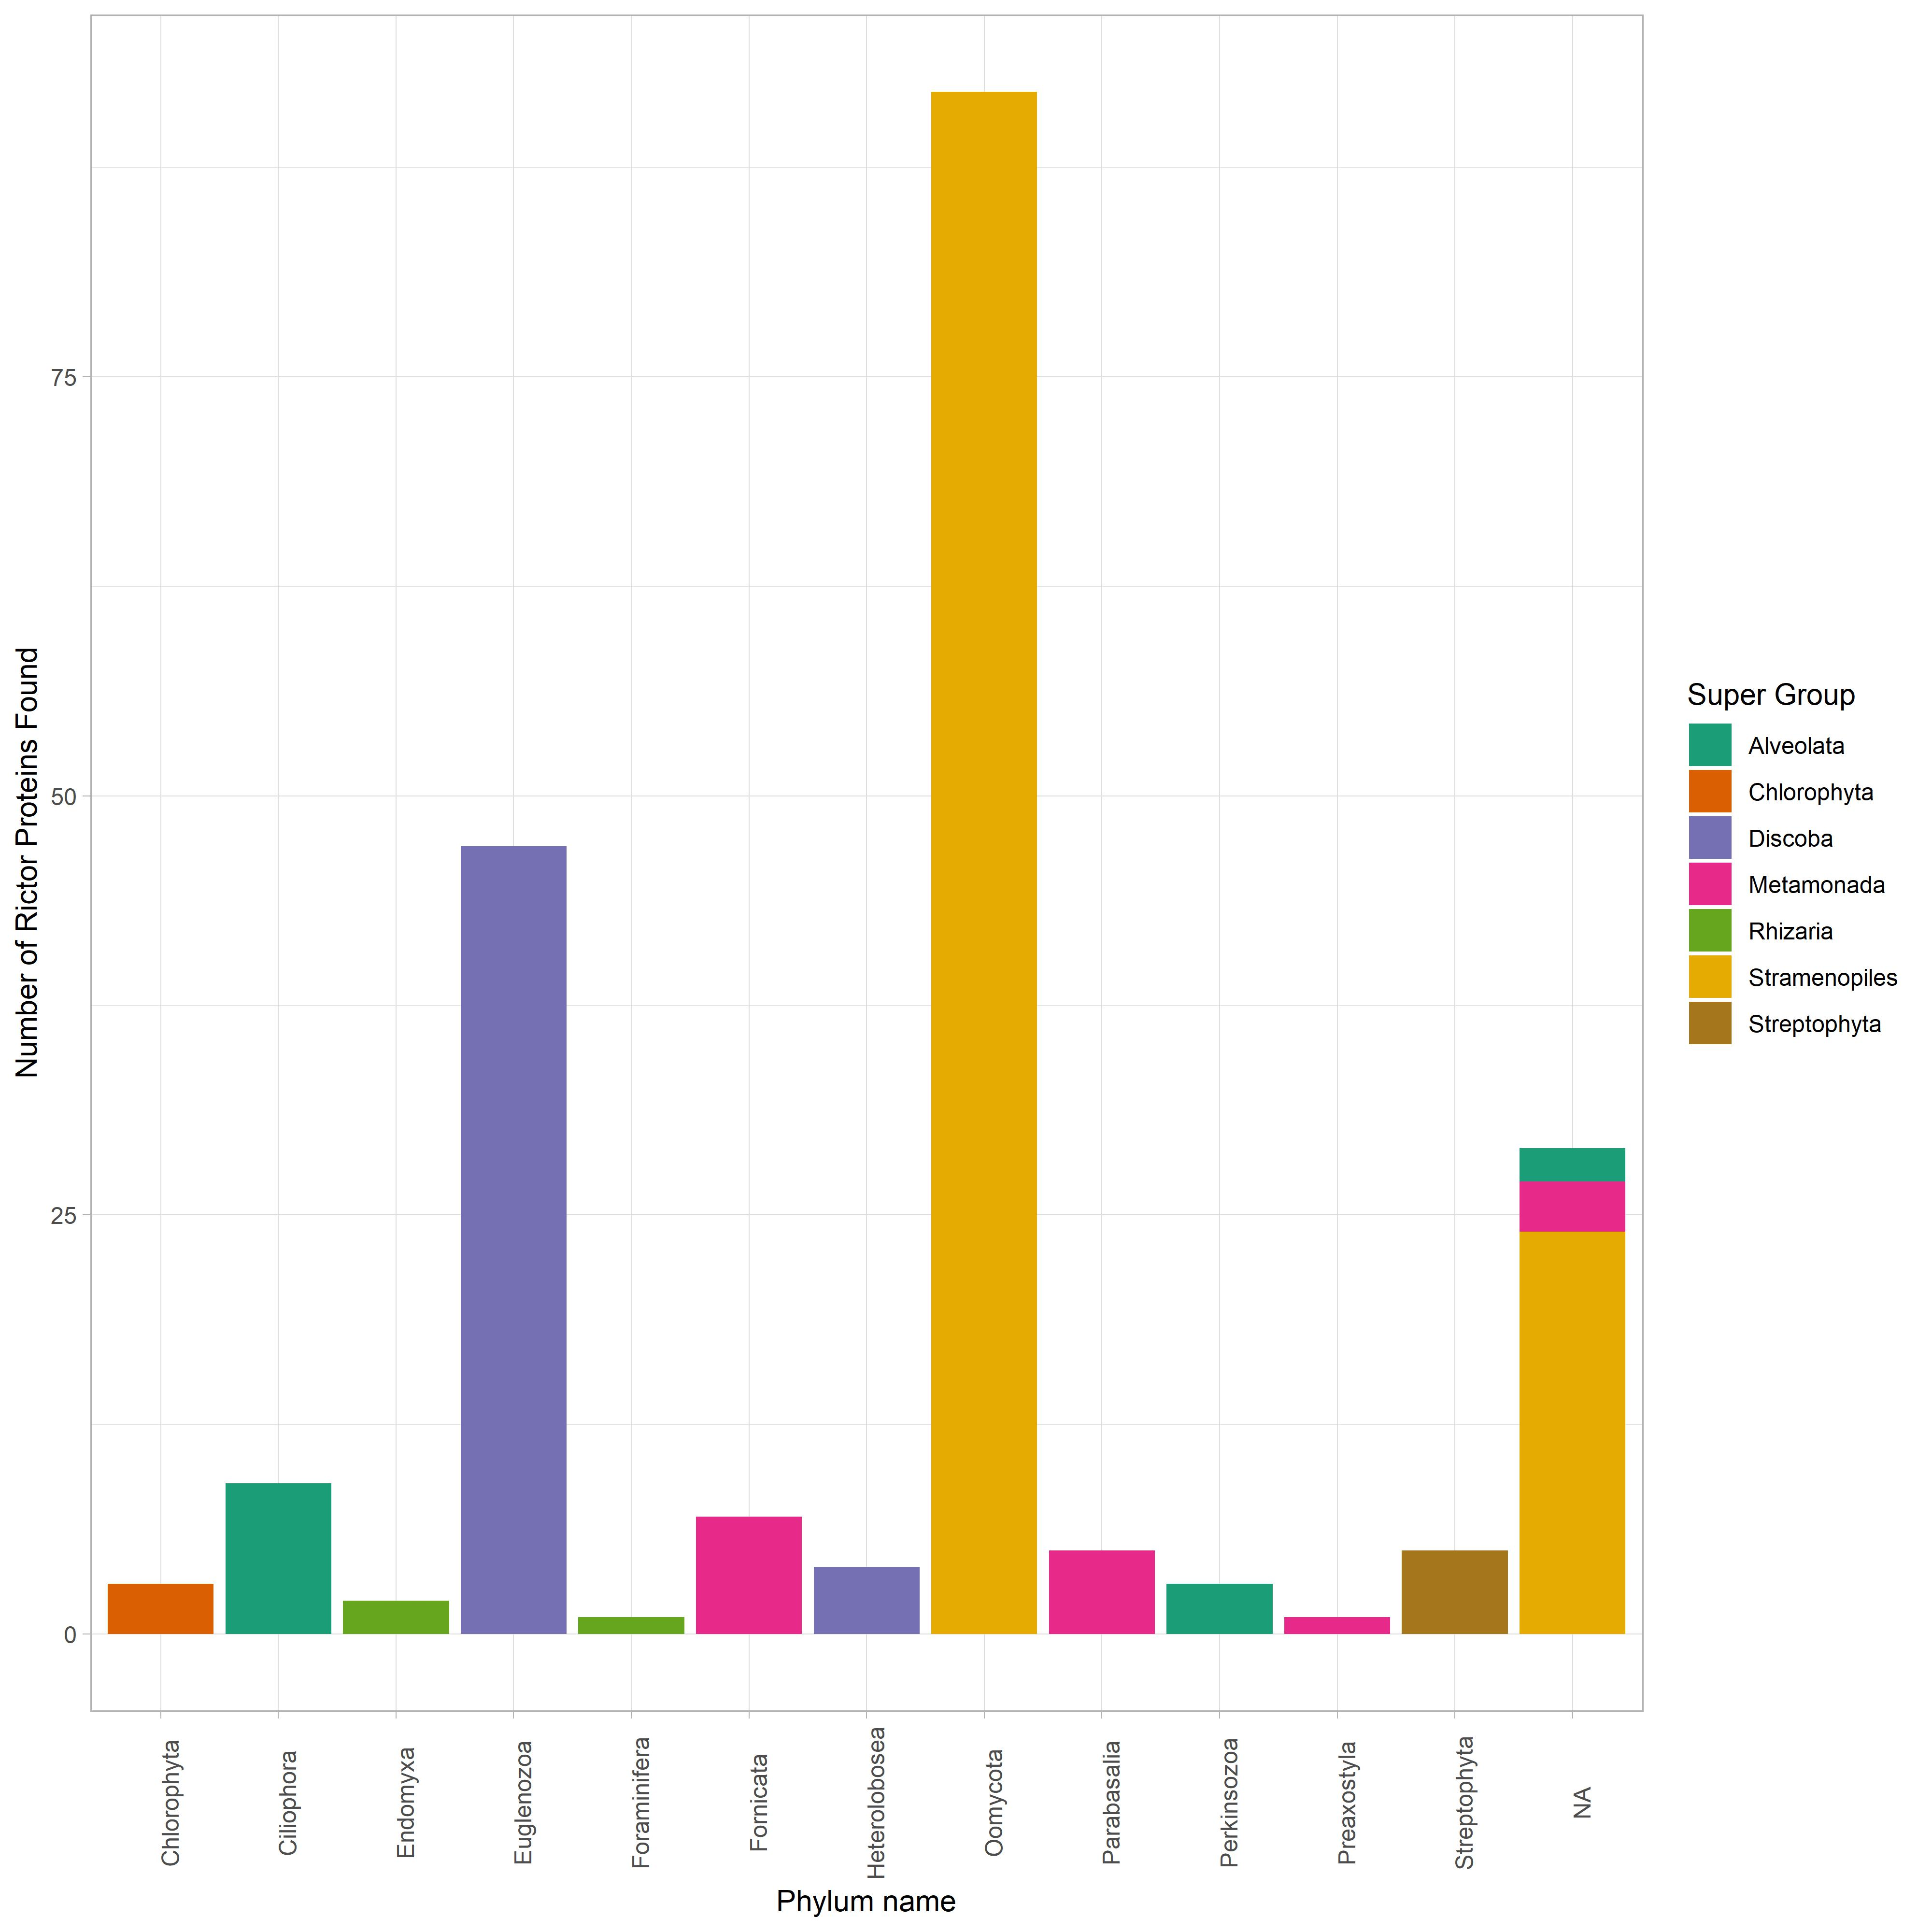 Number of Rictor Proteins Found
75
50
25
0
Chlorophyta
Ciliophora
Endomyxa
Euglenozoa
Foraminifera
Fornicata
Heterolobosea
Oomycota
Parabasalia
Perkinsozoa
Preaxostyla
Streptophyta
NA
Phylum name
Super Group
Alveolata
Chlorophyta
Discoba
Metamonada
Rhizaria
Stramenopiles
Streptophyta